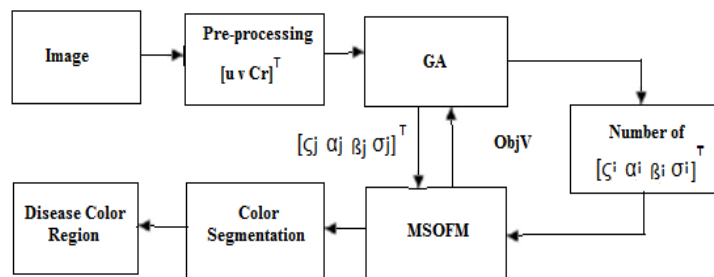 Image
Pre-processing
[u v Cr]ᵀ
GA
[ςj αj ßj σj]ᵀ
ObjV
Number of
[ςi αi ßi σi]ᵀ
Disease Color
Region
Color
Segmentation
MSOFM